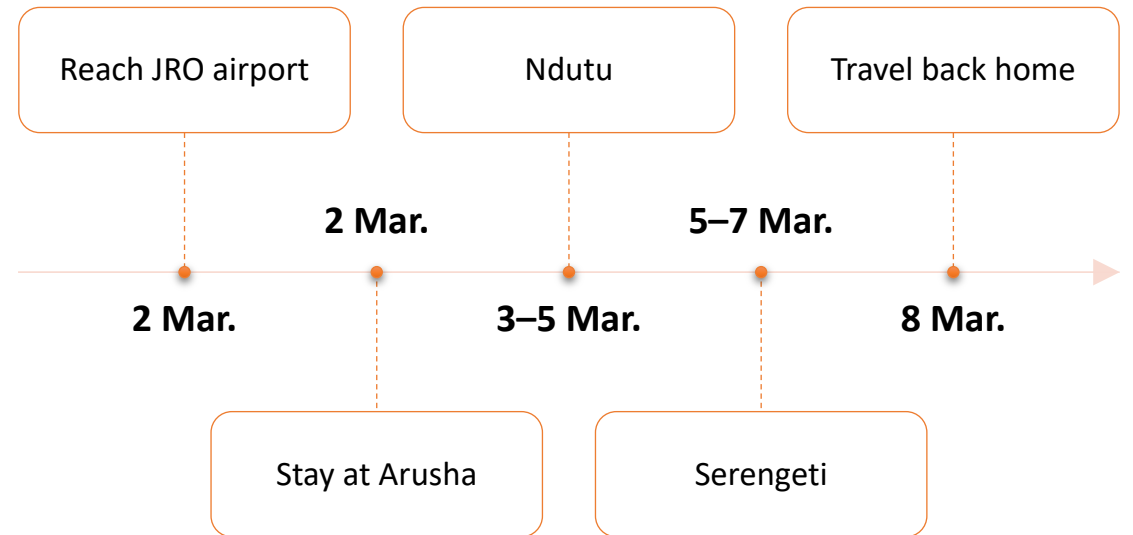 Reach JRO airport
Ndutu
Travel back home
2 Mar.
5–7 Mar.
2 Mar.
3–5 Mar.
8 Mar.
Stay at Arusha
Serengeti